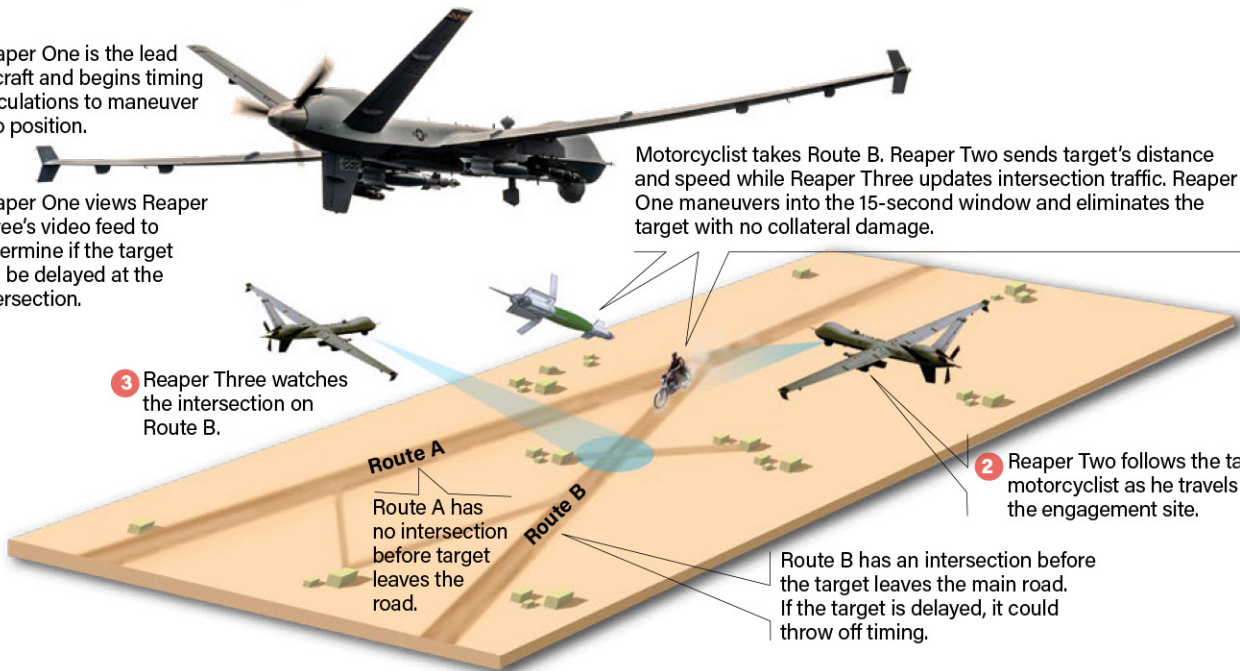 One is the lead
and begins timing
to maneuver
position.
One views Reaper
video feed to
if the target
be delayed at the
Motorcyclist takes Route B. Reaper Two sends target's distance
and speed while Reaper Three updates intersection traffic. Reaper
One maneuvers into the 15-second window and eliminates the
target with no collateral damage.
3 Reaper Three watches
the intersection on
Route B.
Route A
Route A has
no intersection
before target
leaves the
road.
Route B
2 Reaper Two follows the
motorcyclist as he travels
the engagement site.
Route B has an intersection before
the target leaves the main road.
If the target is delayed, it could
throw off timing.